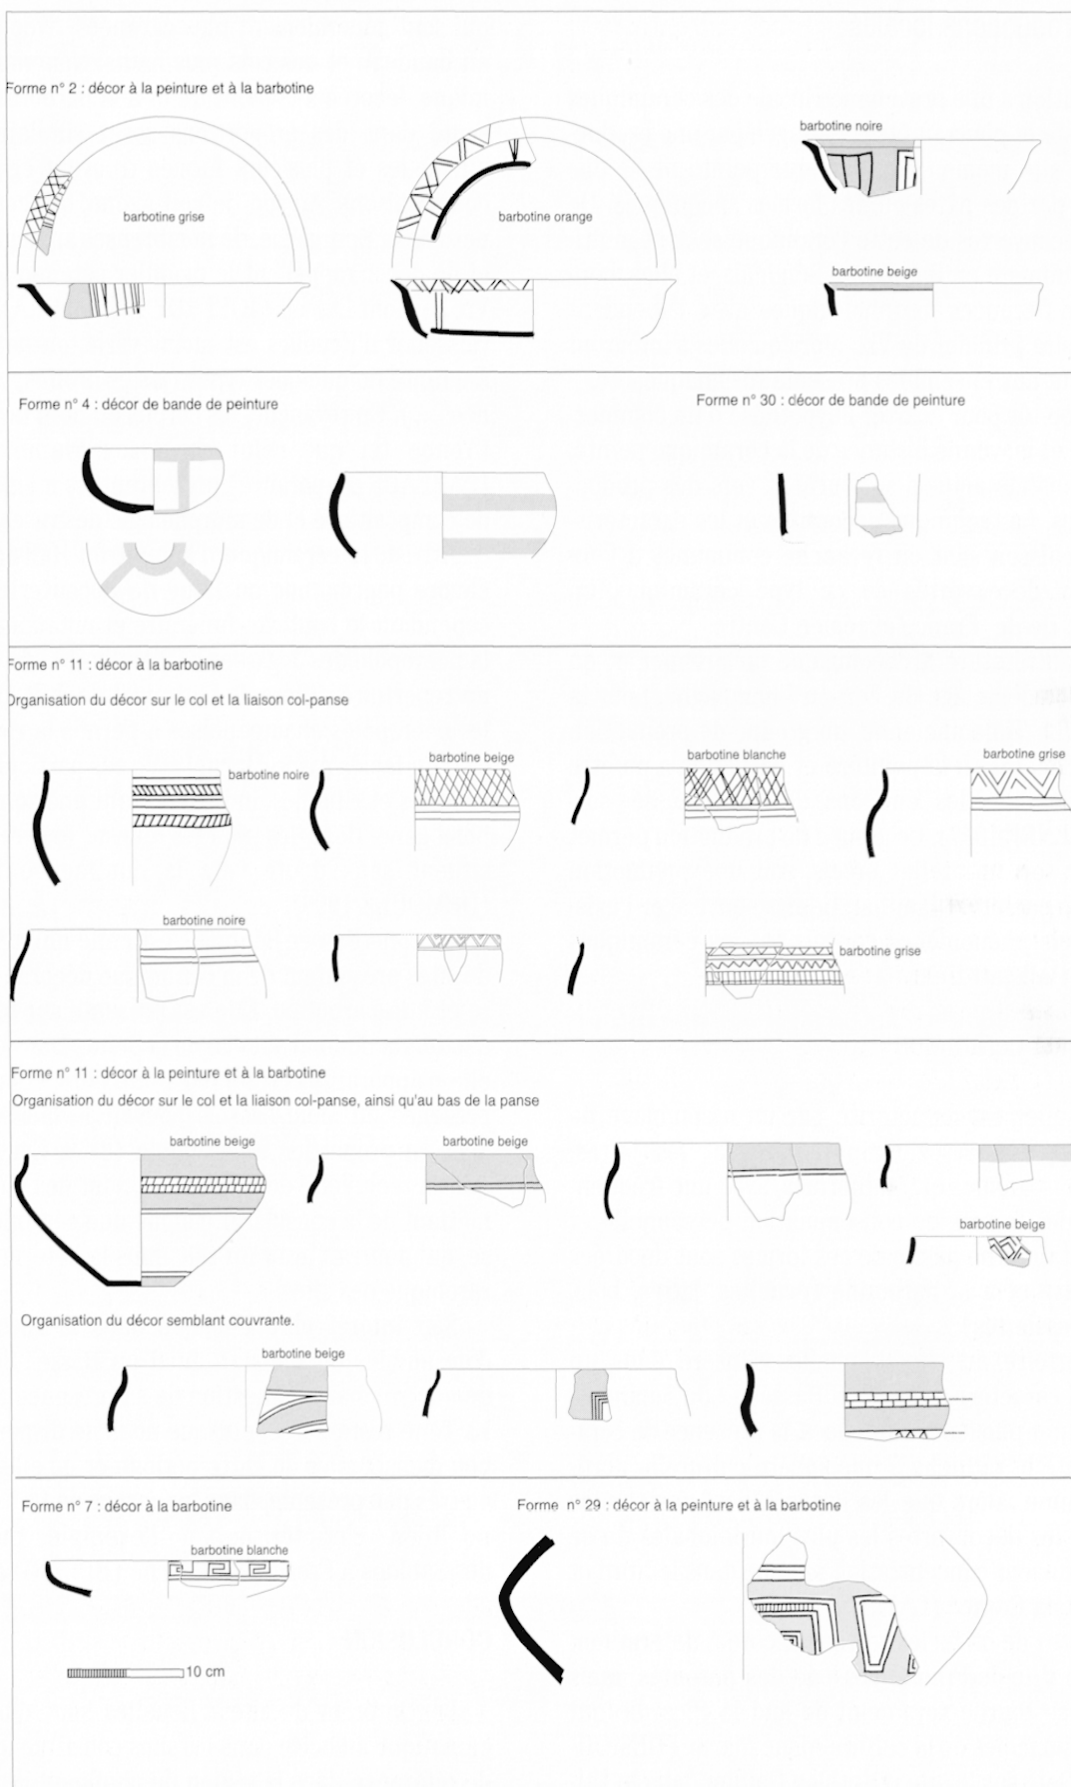 Forme n° 2 : décor à la peinture et à la barbotine
barbotine noire
barbotine grise
barbotine orange
barbotine beige
Forme n° 4 : décor de bande de peinture
Forme n° 30 : décor de bande de peinture
Forme n° 11 : décor à la barbotine
Organisation du décor sur le col et la liaison col-panse
barbotine noire
barbotine beige
barbotine blanche
barbotine grise
barbotine noire
barbotine grise
Forme n° 11 : décor à la peinture et à la barbotine
Organisation du décor sur le col et la liaison col-panse, ainsi qu'au bas de la panse
barbotine beige
barbotine beige
barbotine beige
Organisation du décor semblant couvrante.
barbotine beige
Forme n° 7 : décor à la barbotine
Forme n° 29 : décor à la peinture et à la barbotine
barbotine blanche
10 cm